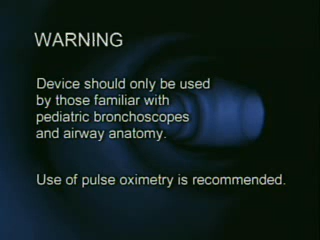 WARNING
Device should only be used
by those familiar with
pediatric bronchoscopes
and airway anatomy.
Use of pulse oximetry is recommended.